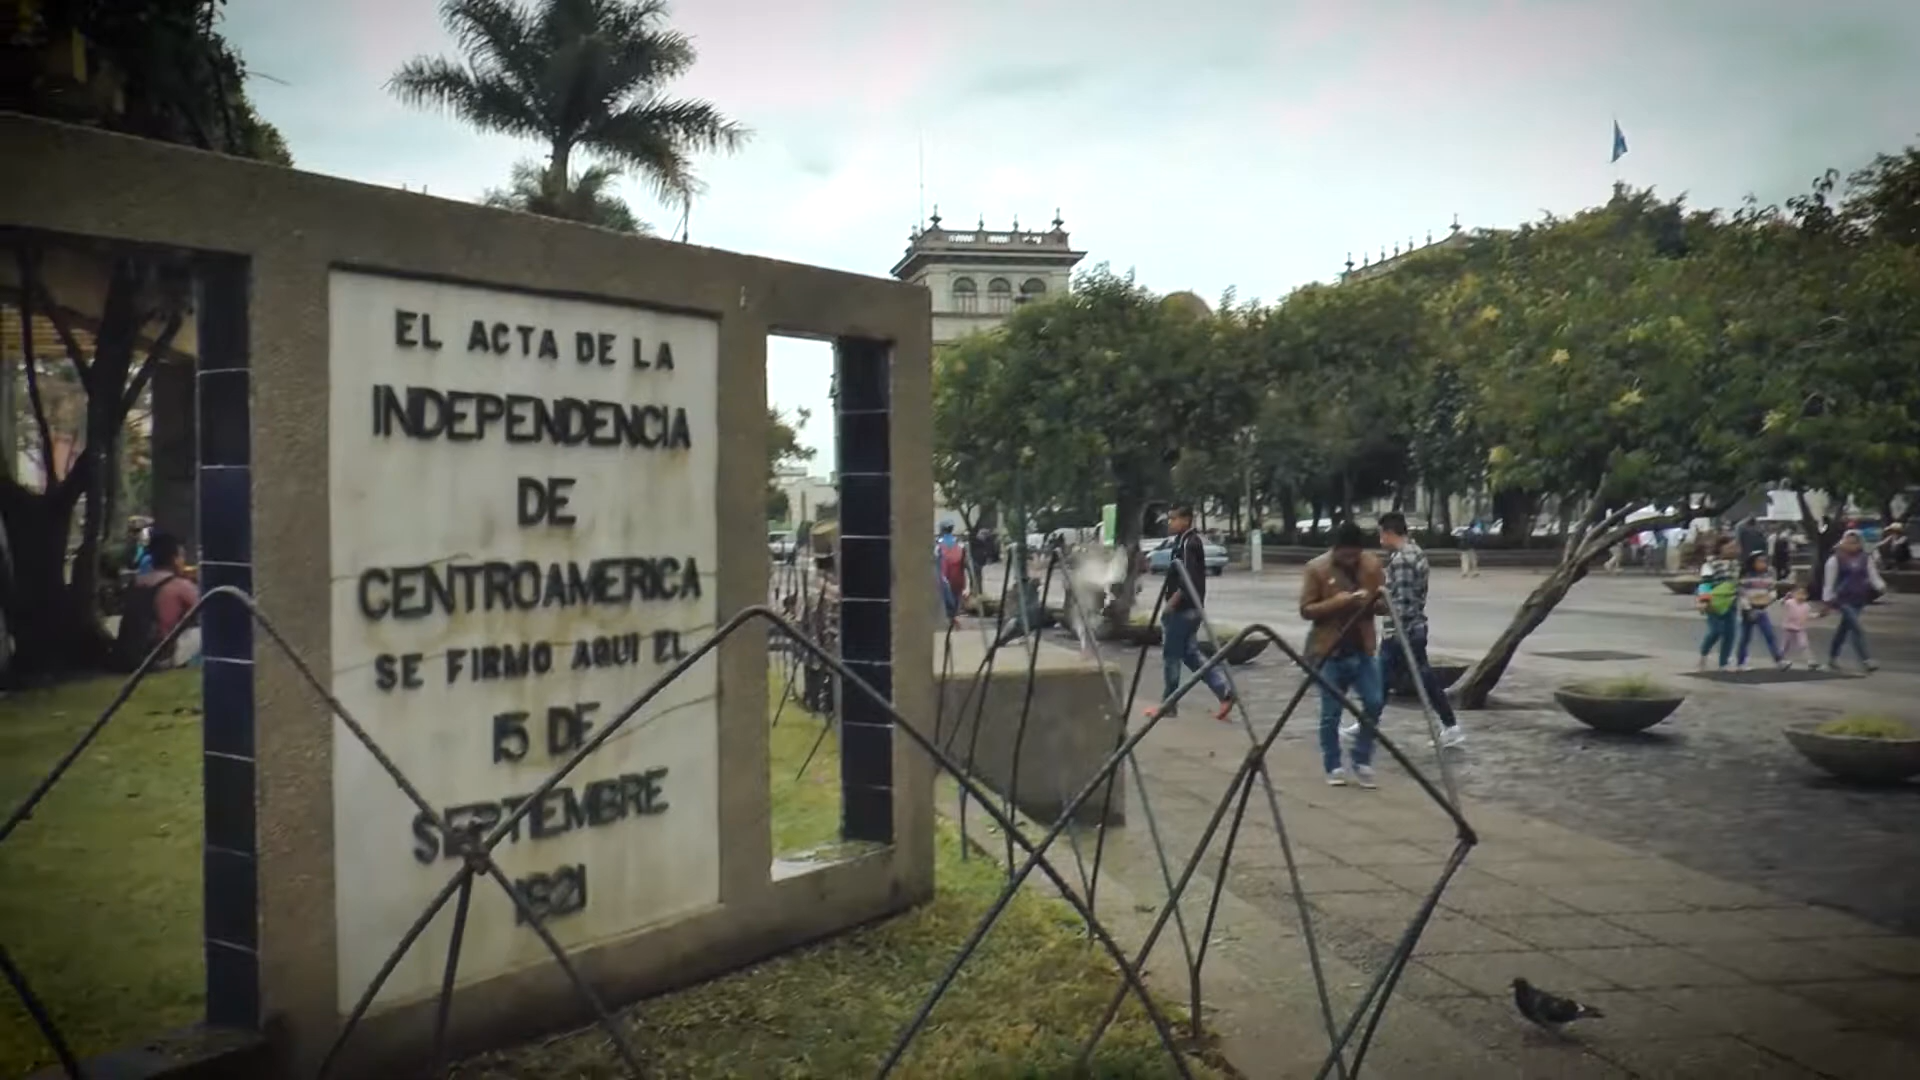 EL ACTA DE LA
INDEPENDENCIA
DE
CENTROAMERICA
SE FIRMO AQUI EL
15 DE
SEPTIEMBRE
1821